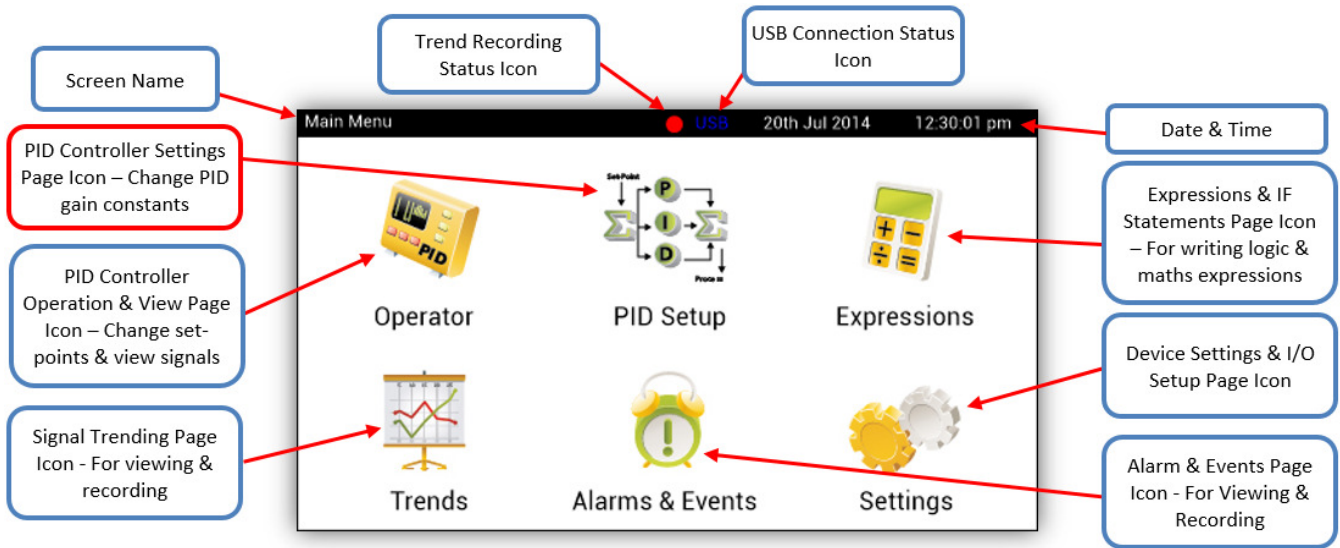 Trend Recording
Status Icon
USB Connection Status
Icon
Screen Name
Main Menu
USB
20th Jul 2014
12:30:01 pm
Date & Time
PID Controller Settings
Page Icon – Change PID
gain constants
Set-Point
P
I
D
Process
PID
Expressions & IF
Statements Page Icon
– For writing logic &
maths expressions
PID Controller
Operation & View Page
Icon – Change set-
points & view signals
Operator
PID Setup
Expressions
Device Settings & I/O
Setup Page Icon
Signal Trending Page
Icon - For viewing &
recording
Trends
Alarms & Events
Settings
Alarm & Events Page
Icon - For Viewing &
Recording